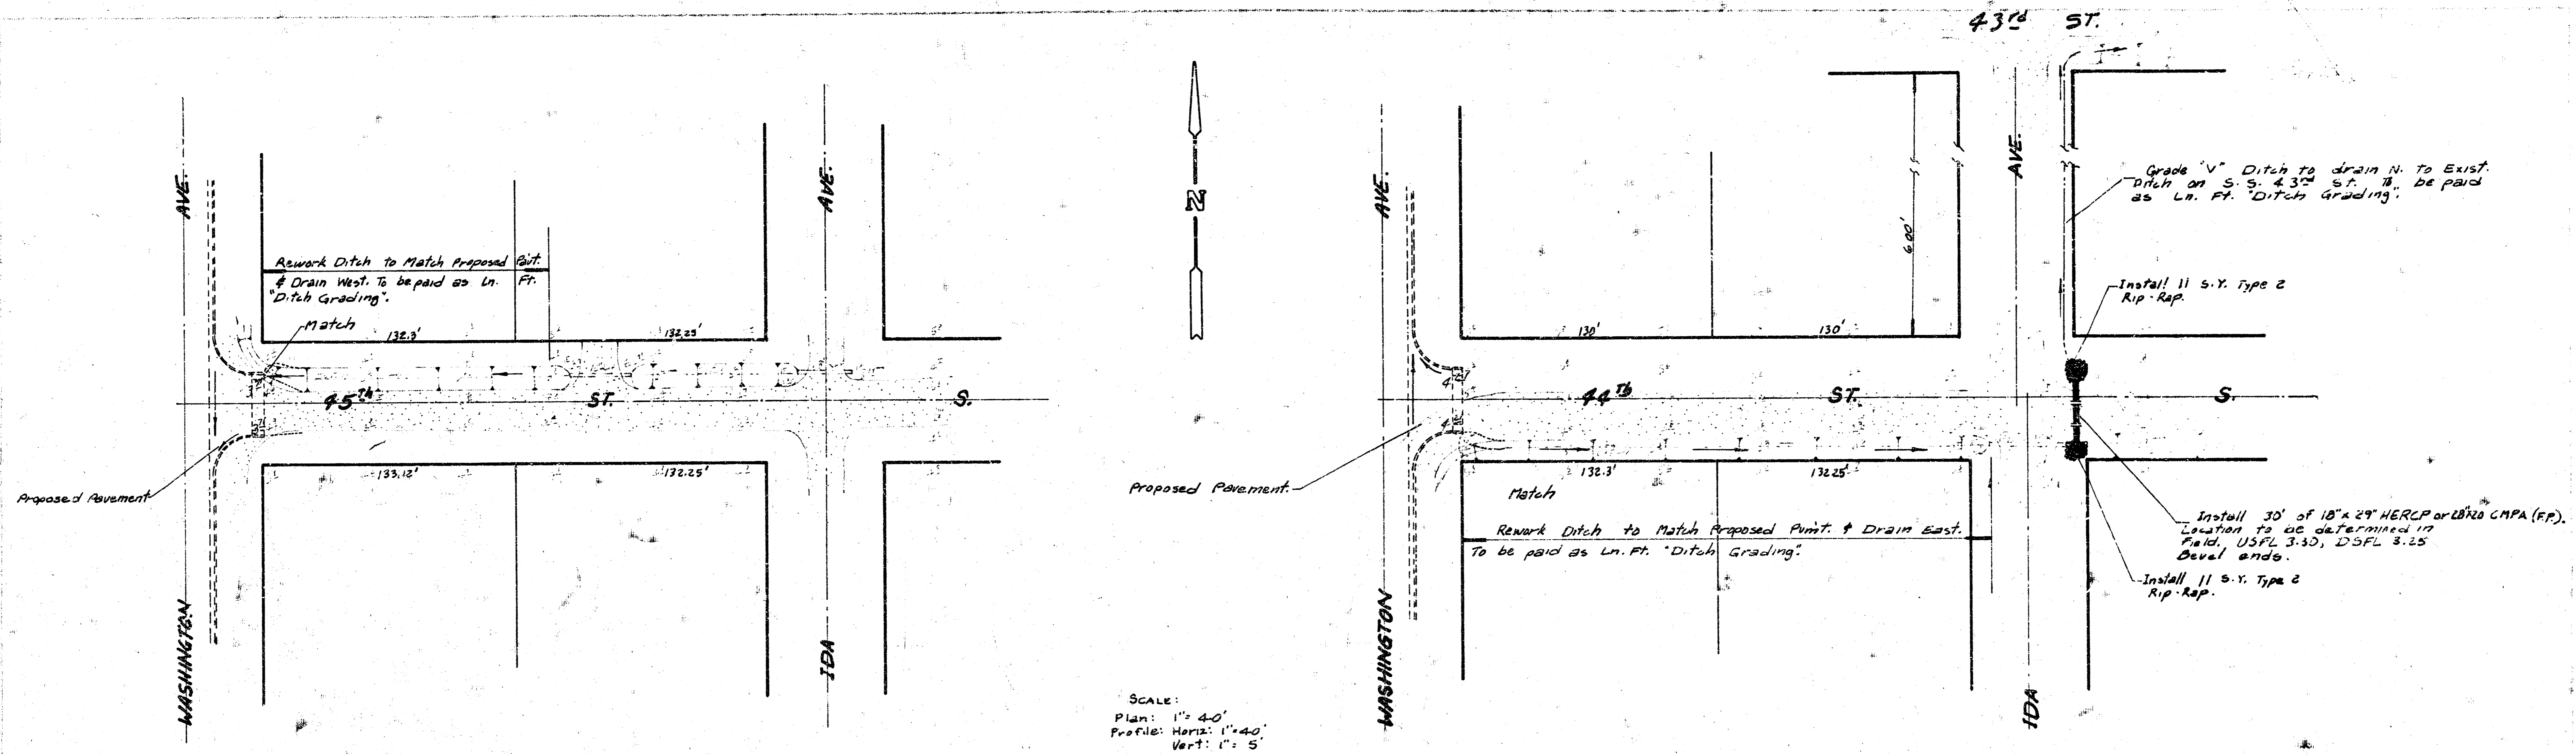 43rd ST.
AVE.
AVE.
AVE.
AVE.
N
Grade "V" Ditch to drain N. to Exist.
Ditch on S. S. 43rd St. To be paid
as Ln. Ft. "Ditch Grading".
600'
Rework Ditch to Match Proposed Pav't.
& Drain West. To be paid as Ln. Ft.
"Ditch Grading".
Match
132.3'
132.25'
130'
130'
Install 11 S.Y. Type 2
Rip-Rap.
45Th ST. S.
44Th ST. S.
133.12'
132.25'
132.3'
132.25'
Proposed Pavement
Proposed Pavement
Match
Rework Ditch to Match Proposed Pvm't. & Drain East.
To be paid as Ln. Ft. "Ditch Grading".
Install 30' of 18" x 29" HERCP or CMPA (F.P.).
Location to be determined in
Field. USFL 3.30, DSFL 3.25
Bevel ends.
Install 11 S.Y. Type 2
Rip-Rap.
WASHINGTON
IDA
WASHINGTON
IDA
SCALE:
Plan: 1" = 40'
Profile: Horiz: 1" = 40'
Vert: 1" = 5'